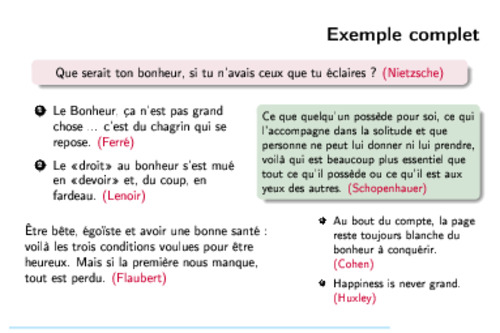 Exemple complet
Que serait ton bonheur, si tu n'avais ceux que tu éclaires ? (Nietzsche)
1 Le Bonheur, ça n'est pas grand
chose ... c'est du chagrin qui se
repose. (Ferré)
2 Le «droit» au bonheur s'est mué
en «devoir» et, du coup, en
fardeau. (Lenoir)
Être bête, égoïste et avoir une bonne santé :
voilà les trois conditions voulues pour être
heureux. Mais si la première nous manque,
tout est perdu. (Flaubert)
Ce que quelqu'un possède pour soi, ce qui
l'accompagne dans la solitude et que
personne ne peut lui donner ni lui prendre,
voilà qui est beaucoup plus essentiel que
tout ce qu'il possède ou ce qu'il est aux
yeux des autres. (Schopenhauer)
Au bout du compte, la page
reste toujours blanche du
bonheur à conquérir.
(Cohen)
Happiness is never grand.
(Huxley)